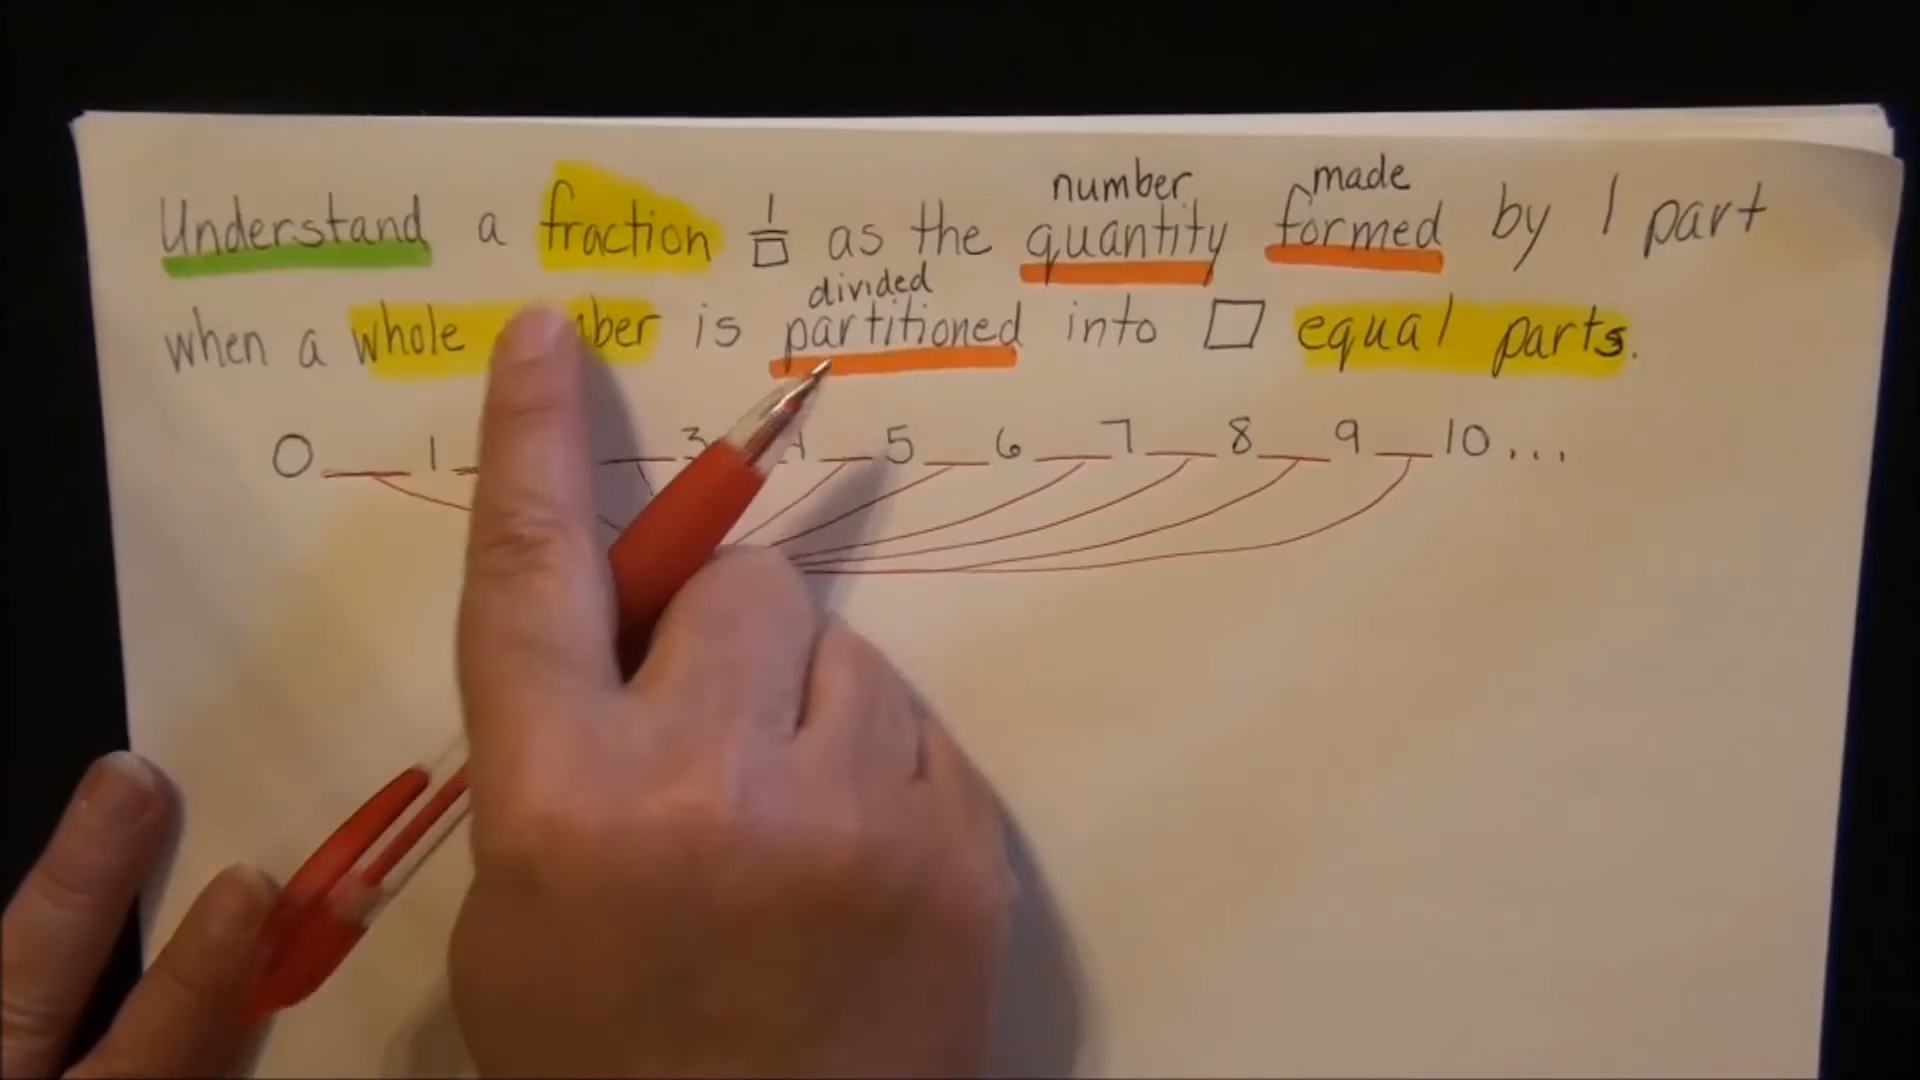 number made
Understand a fraction 1/□ as the quantity formed by 1 part
divided
when a whole is partitioned into □ equal parts.
0 1 3 5 6 7 8 9 10...